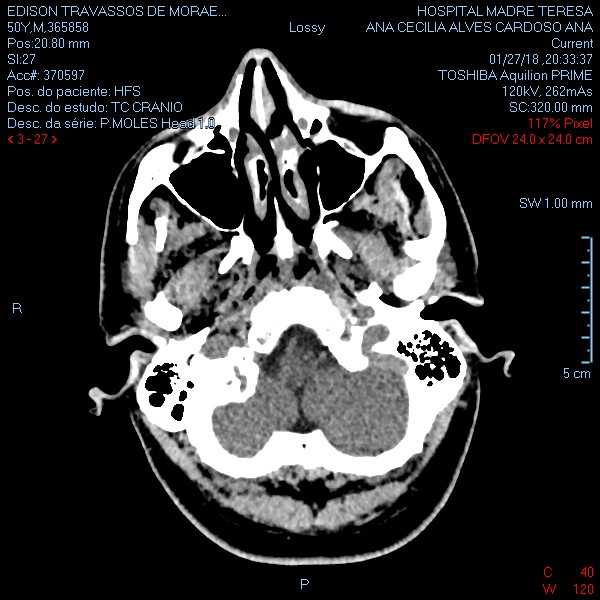 EDISON TRAVASSOS DE MORAE...
50Y,M,365858
Pos:20.80 mm
SI:27
Acc#: 370597
Pos. do paciente: HFS
Desc. do estudo: TC CRANIO
Desc. da série: P.MOLES Head 1.0
< 3 - 27 >
Lossy
HOSPITAL MADRE TERESA
ANA CECILIA ALVES CARDOSO ANA
Current
01/27/18 ,20:33:37
TOSHIBA Aquilion PRIME
120kV, 262mAs
SC:320.00 mm
117% Pixel
DFOV 24.0 x 24.0 cm
SW 1.00 mm
R
5 cm
P
C 40
W 120